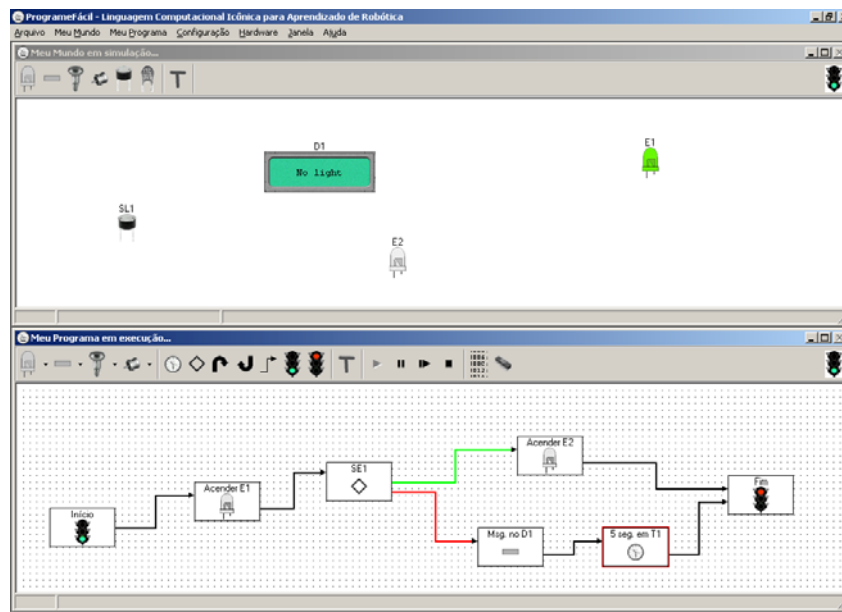 ProgrameFácil - Linguagem Computacional Icônica para Aprendizado de Robótica
Arquivo Meu Mundo Meu Programa Configuração Hardware Janela Ajuda
Meu Mundo em simulação...
T
D1
No light
E1
SL1
E2
Meu Programa em execução...
T
Acender E2
SE1
Acender E1
Fim
Início
Msg. no D1
5 seg. em T1